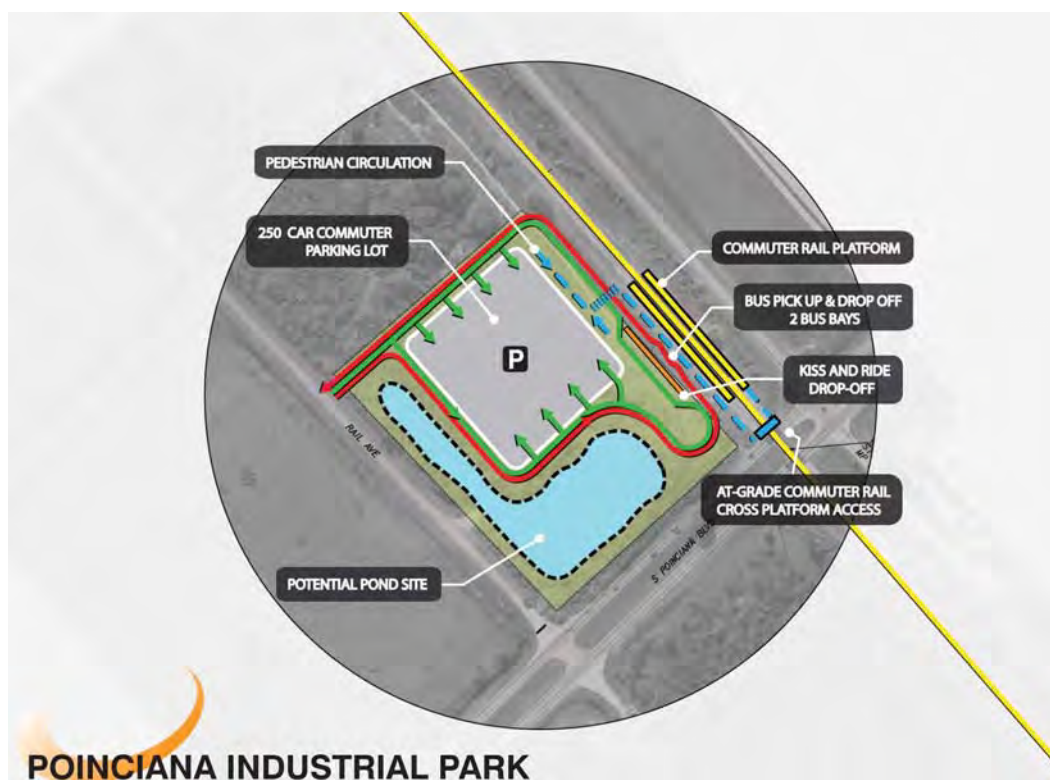 PEDESTRIAN CIRCULATION
250 CAR COMMUTER
PARKING LOT
COMMUTER RAIL PLATFORM
BUS PICK UP & DROP OFF
2 BUS BAYS
P
KISS AND RIDE
DROP-OFF
RAIL AVE
AT-GRADE COMMUTER RAIL
CROSS PLATFORM ACCESS
S POINCIANA
POTENTIAL POND SITE
POINCIANA INDUSTRIAL PARK